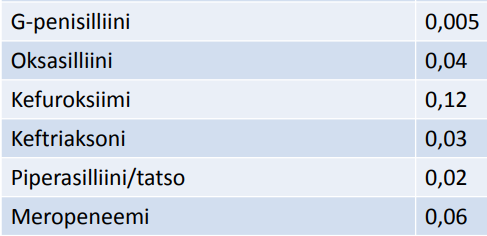 G-penisilliini 0,005
Oksasilliini 0,04
Kefuroksiimi 0,12
Keftriaksoni 0,03
Piperasilliini/tatso 0,02
Meropeneemi 0,06